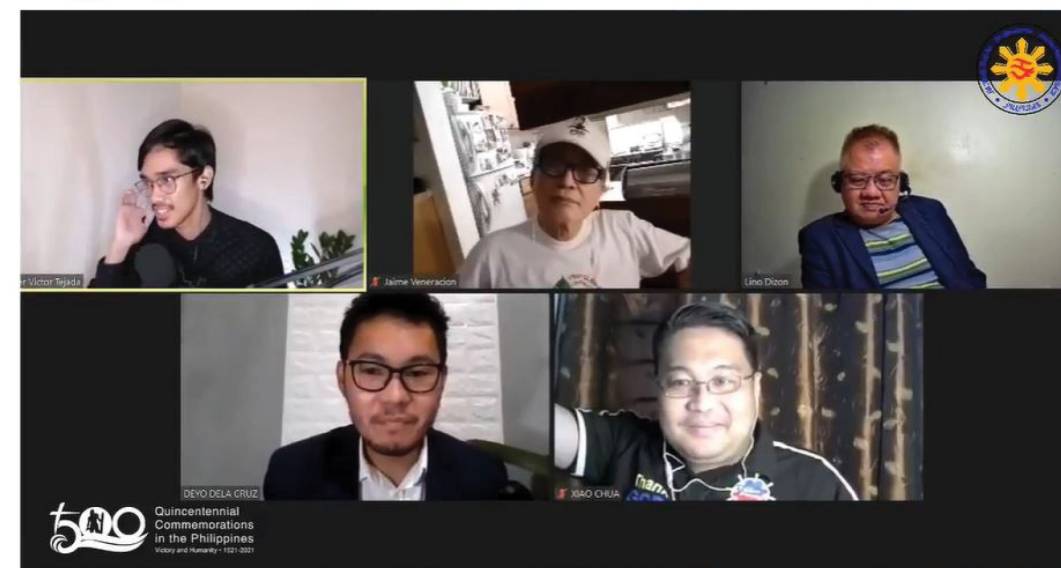 er Victor Tejada
Jaime Veneracion
Lino Dizon
DEYO DELA CRUZ
XIAO CHUA
500
Quincentennial
Commemorations
in the Philippines
Victory and Humanity • 1521-2021